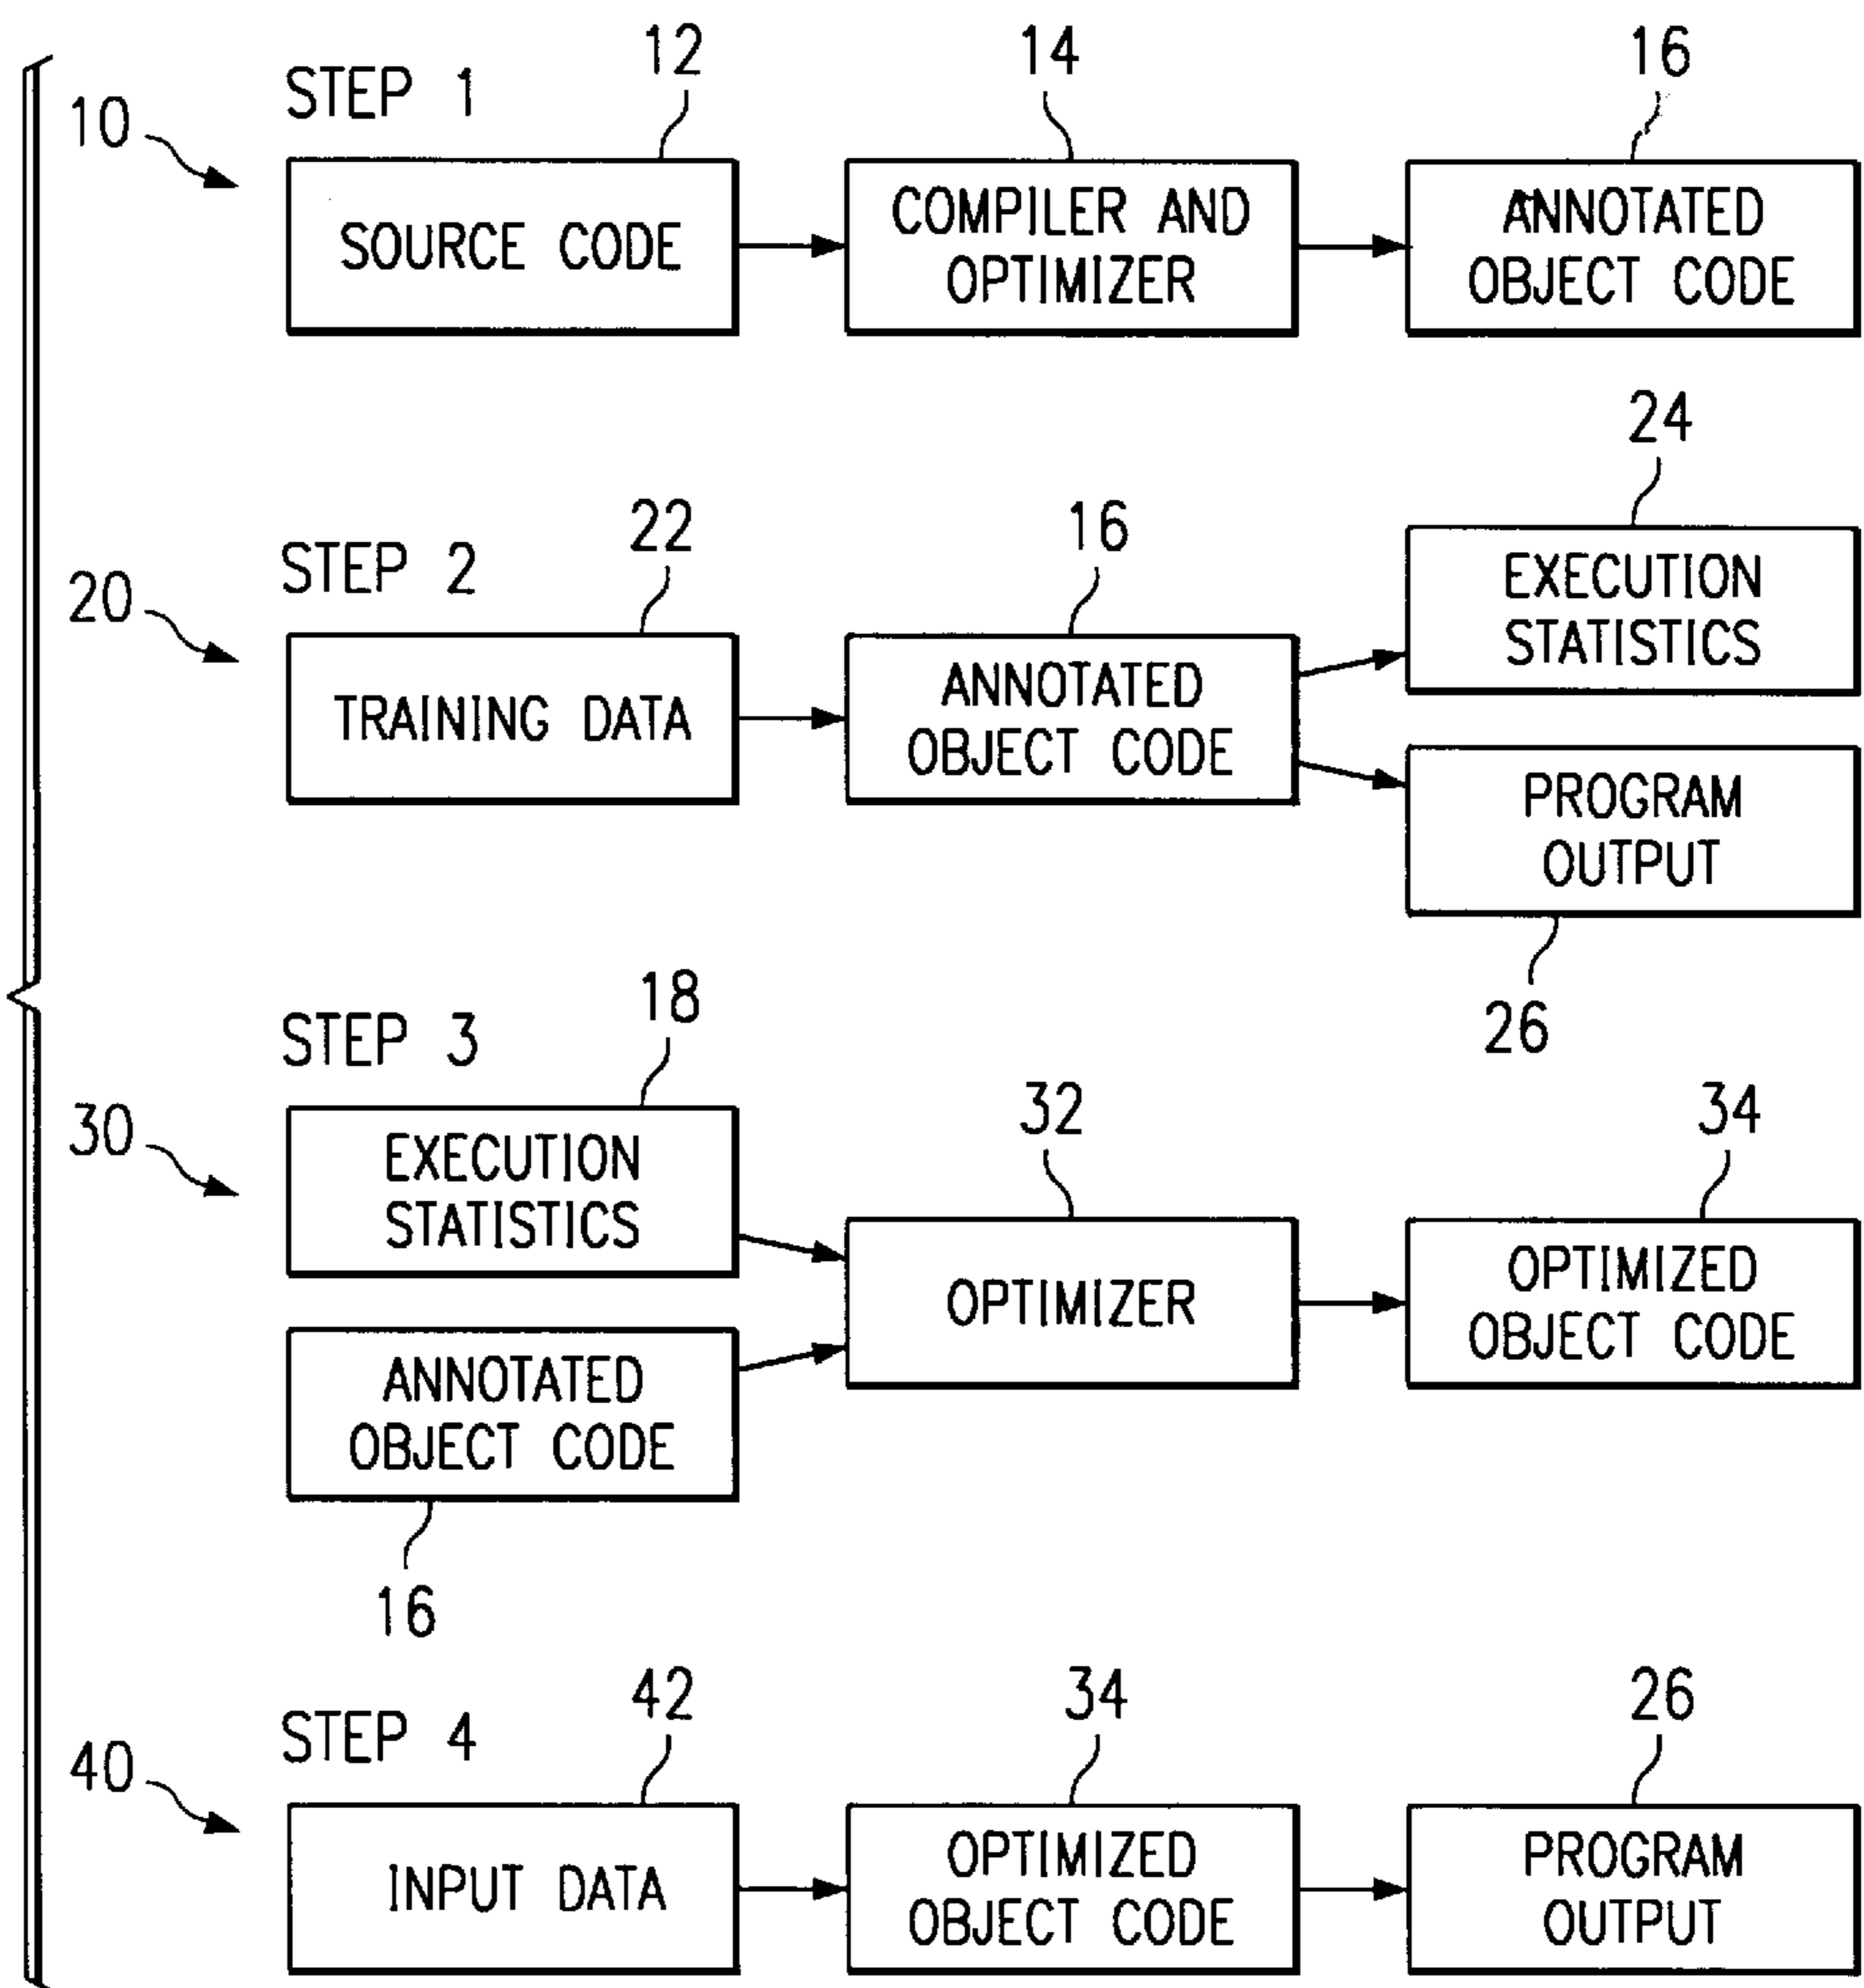 12
14
16
STEP 1
10
SOURCE CODE
COMPILER AND
OPTIMIZER
ANNOTATED
OBJECT CODE
24
22
16
STEP 2
20
EXECUTION
STATISTICS
TRAINING DATA
ANNOTATED
OBJECT CODE
PROGRAM
OUTPUT
26
18
STEP 3
30
32
34
EXECUTION
STATISTICS
OPTIMIZER
OPTIMIZED
OBJECT CODE
ANNOTATED
OBJECT CODE
16
42
34
26
STEP 4
40
INPUT DATA
OPTIMIZED
OBJECT CODE
PROGRAM
OUTPUT